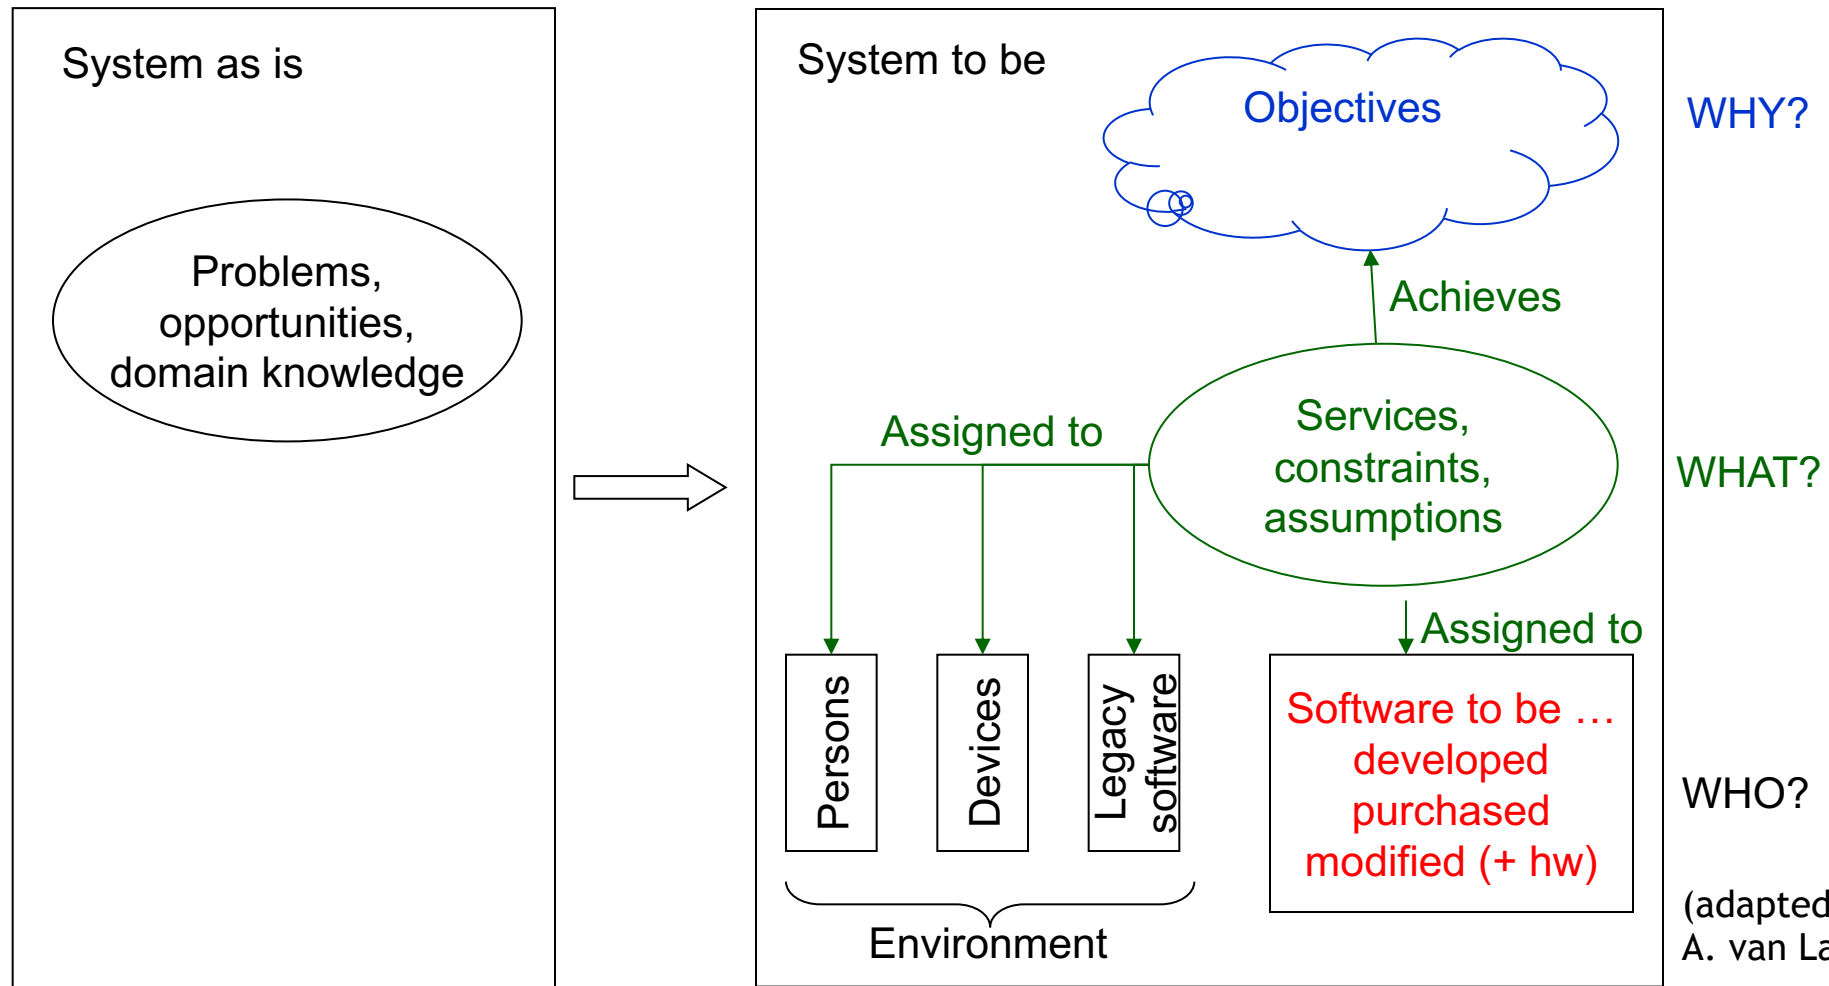 System as is
Problems,
opportunities,
domain knowledge
System to be
Objectives
WHY?
Achieves
Services,
constraints,
assumptions
WHAT?
Assigned to
Assigned to
Persons
Devices
Legacy
software
Software to be …
developed
purchased
modified (+ hw)
WHO?
Environment
(adapted
A. van